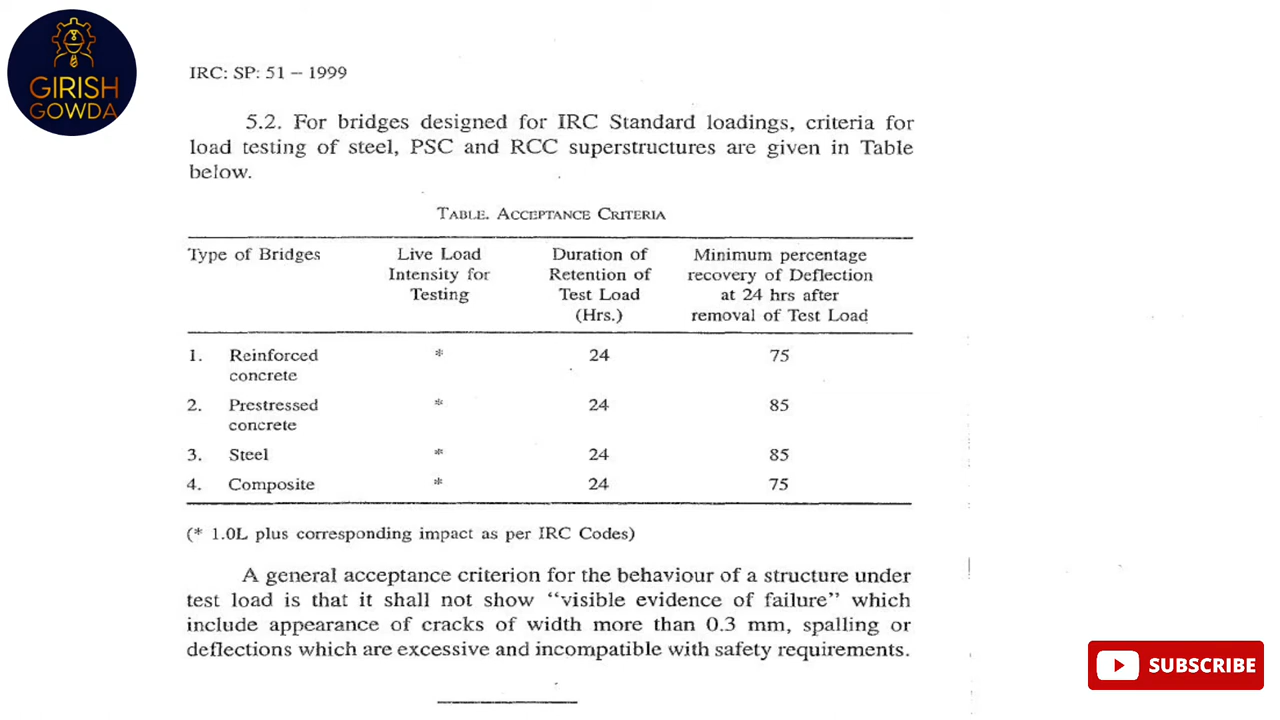 GIRISH
GOWDA
IRC: SP: 51 – 1999
5.2. For bridges designed for IRC Standard loadings, criteria for
load testing of steel, PSC and RCC superstructures are given in Table
below.
TABLE. ACCEPTANCE CRITERIA
Type of Bridges Live Load Duration of Minimum percentage
Intensity for Retention of recovery of Deflection
Testing Test Load at 24 hrs after
(Hrs.) removal of Test Load
1. Reinforced * 24 75
concrete
2. Prestressed * 24 85
concrete
3. Steel * 24 85
4. Composite * 24 75
(* 1.0L plus corresponding impact as per IRC Codes)
A general acceptance criterion for the behaviour of a structure under
test load is that it shall not show “visible evidence of failure” which
include appearance of cracks of width more than 0.3 mm, spalling or
deflections which are excessive and incompatible with safety requirements.
SUBSCRIBE